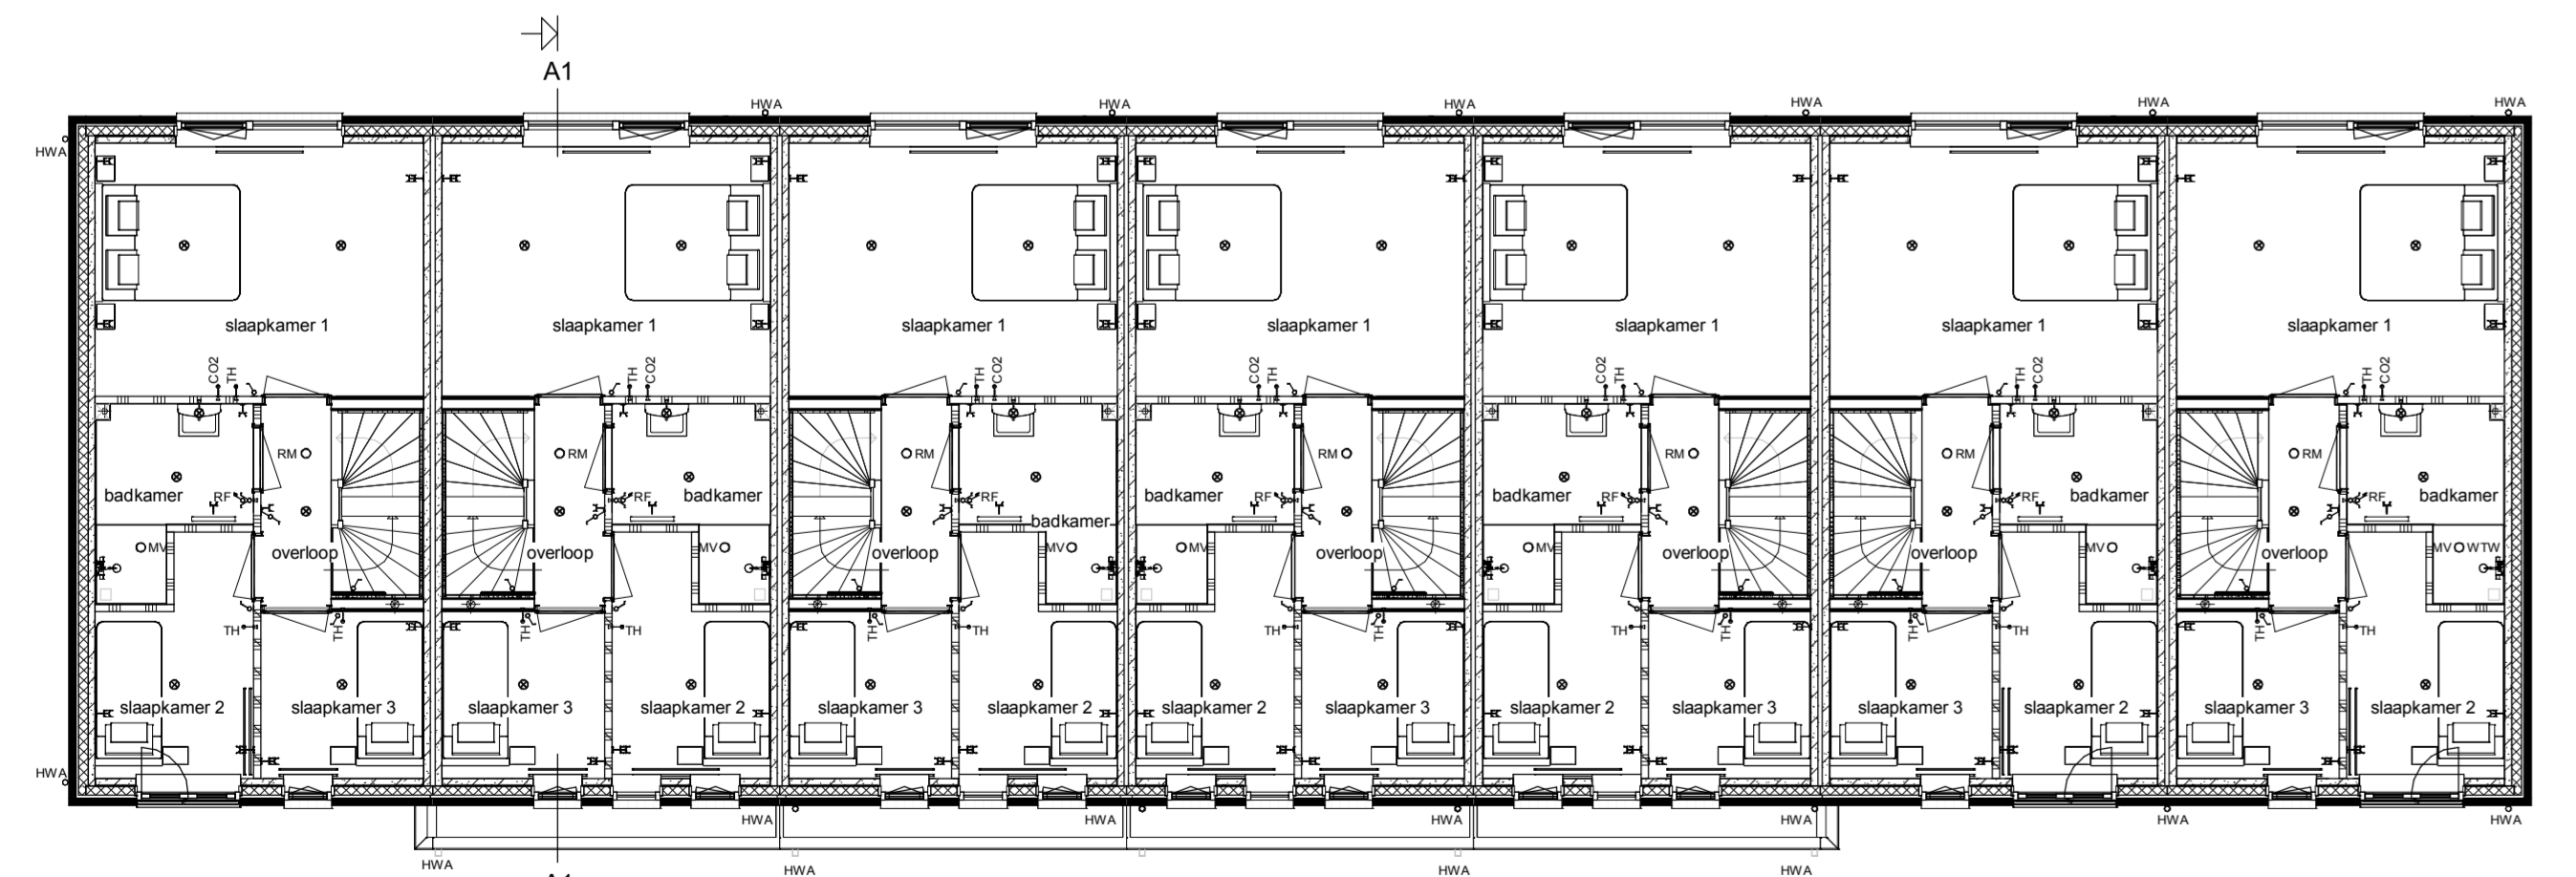 A1
HWA HWA HWA HWA HWA HWA
HWA
slaapkamer 1 slaapkamer 1 slaapkamer 1 slaapkamer 1 slaapkamer 1 slaapkamer 1 slaapkamer 1
CO2 TH TH CO2 TH CO2 CO2 TH CO2 TH TH CO2 TH CO2
RM RM RM RM RM RM RM
badkamer RF RF badkamer RF badkamer RF badkamer RF RF badkamer RF badkamer
badkamer
MV overloop overloop MV overloop MV MV overloop MV overloop overloop MV overloop MV WTW
TH TH TH TH TH TH TH TH TH TH TH TH TH TH
slaapkamer 2 slaapkamer 3 slaapkamer 3 slaapkamer 2 slaapkamer 3 slaapkamer 2 slaapkamer 2 slaapkamer 3 slaapkamer 2 slaapkamer 3 slaapkamer 3 slaapkamer 2 slaapkamer 3 slaapkamer 2
HWA
HWA HWA HWA HWA HWA HWA
HWA HWA HWA HWA HWA
A1